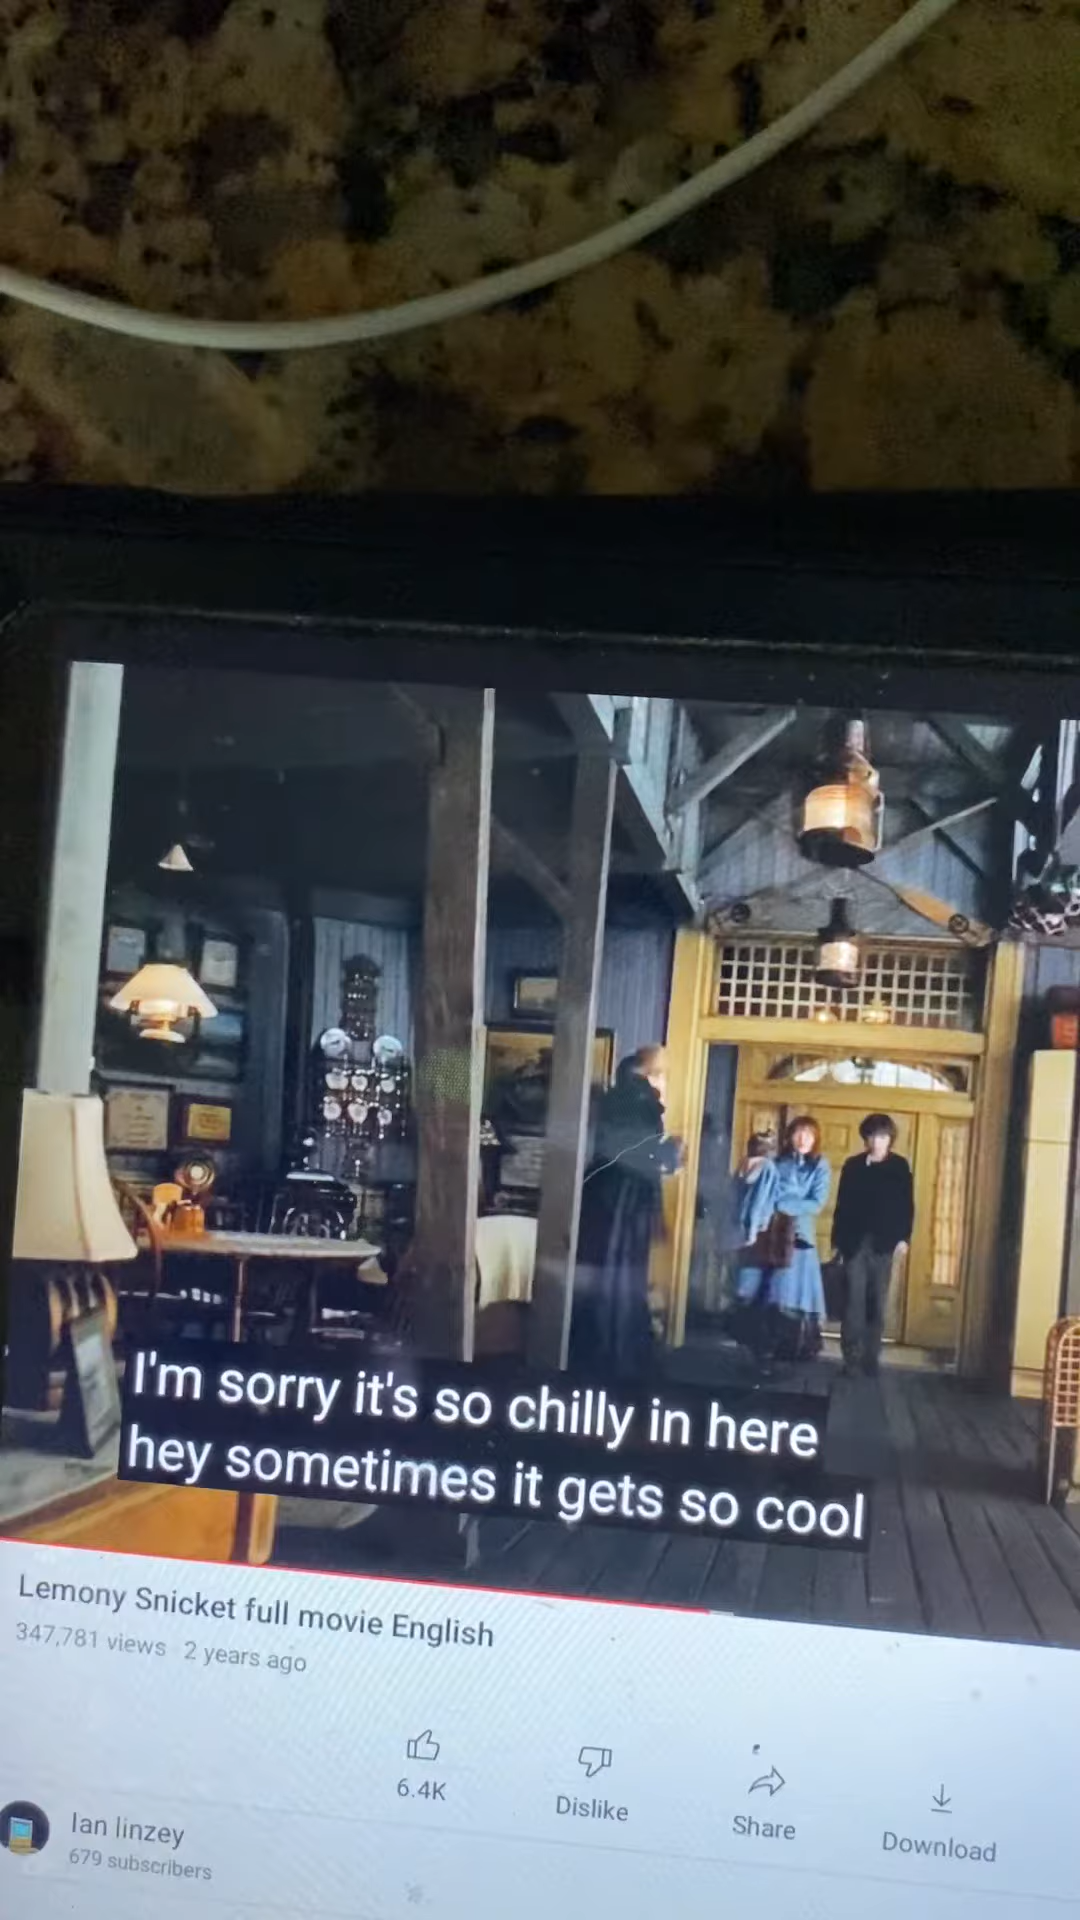 I'm sorry it's so chilly in here
hey sometimes it gets so cool
Lemony Snicket full movie English
347,781 views 2 years ago
6.4K
Dislike
Share
Download
Ian linzey
679 subscribers